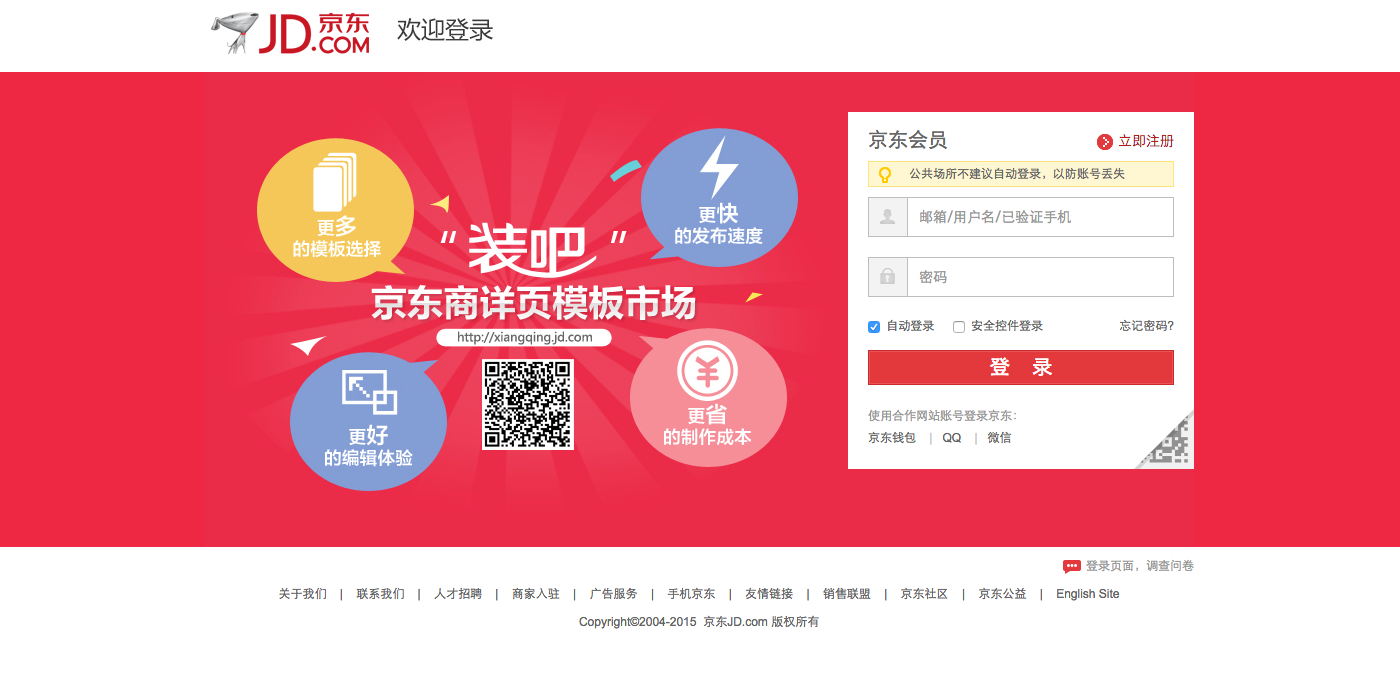 JD.COM 京东
欢迎登录
更多
的模板选择
更快
的发布速度
"装吧"
京东商详页模板市场
http://xiangqing.jd.com
更好
的编辑体验
更省
的制作成本
京东会员
立即注册
公共场所不建议自动登录，以防账号丢失
邮箱/用户名/已验证手机
密码
自动登录 安全控件登录 忘记密码?
登 录
使用合作网站账号登录京东：
京东钱包 | QQ | 微信
登录页面，调查问卷
关于我们 | 联系我们 | 人才招聘 | 商家入驻 | 广告服务 | 手机京东 | 友情链接 | 销售联盟 | 京东社区 | 京东公益 | English Site
Copyright©2004-2015 京东JD.com 版权所有